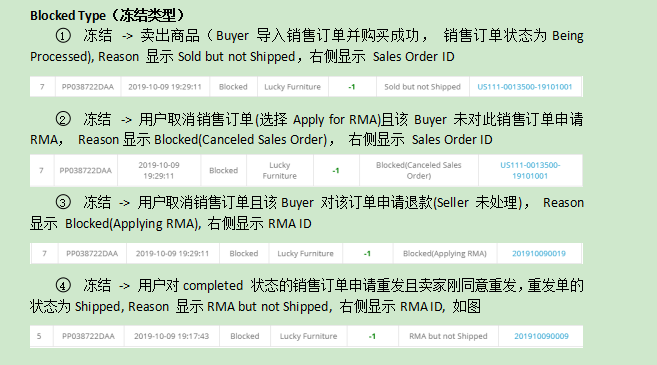 Blocked Type（冻结类型）
① 冻结 -> 卖出商品（Buyer 导入销售订单并购买成功， 销售订单状态为 Being
Processed), Reason 显示 Sold but not Shipped，右侧显示 Sales Order ID
7 PP038722DAA 2019-10-09 19:29:11 Blocked Lucky Furniture -1 Sold but not Shipped US111-0013500-19101001
② 冻结 -> 用户取消销售订单(选择 Apply for RMA)且该 Buyer 未对此销售订单申请
RMA， Reason显示Blocked(Canceled Sales Order)， 右侧显示 Sales Order ID
7 PP038722DAA 2019-10-09 19:29:11 Blocked Lucky Furniture -1 Blocked(Canceled Sales Order) US111-0013500-19101001
③ 冻结 -> 用户取消销售订单且该 Buyer 对该订单申请退款(Seller 未处理)， Reason
显示 Blocked(Applying RMA), 右侧显示 RMA ID
7 PP038722DAA 2019-10-09 19:29:11 Blocked Lucky Furniture -1 Blocked(Applying RMA) 201910090019
④ 冻结 -> 用户对 completed 状态的销售订单申请重发且卖家刚同意重发，重发单的
状态为 Shipped, Reason 显示 RMA but not Shipped, 右侧显示 RMA ID, 如图
5 PP038722DAA 2019-10-09 19:17:43 Blocked Lucky Furniture -1 RMA but not Shipped 201910090009